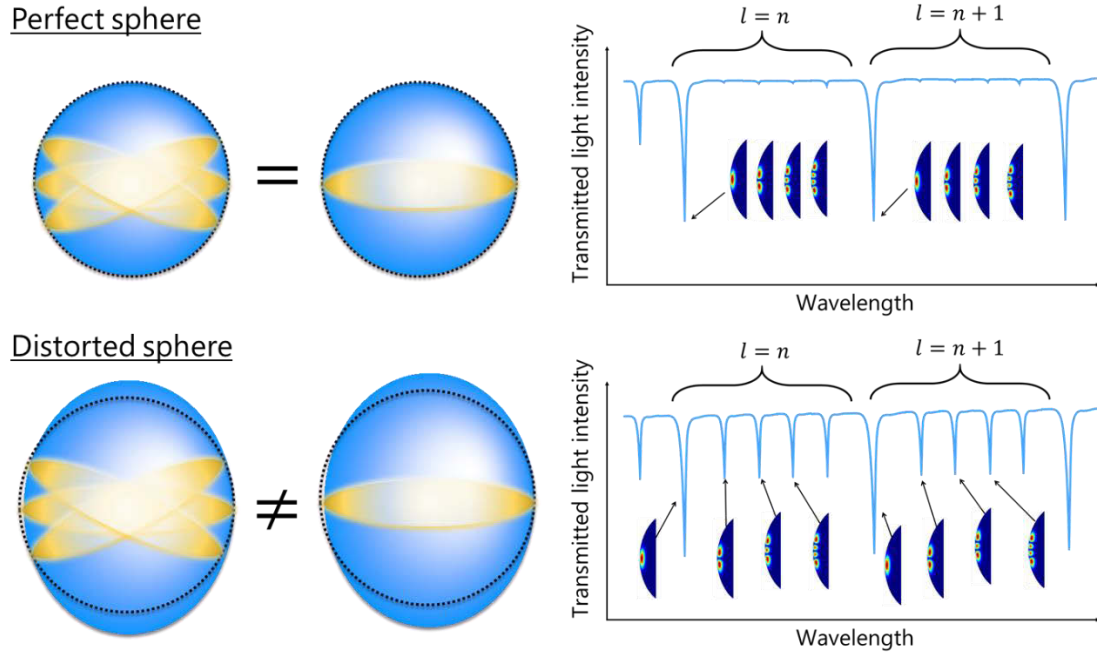 Perfect sphere
=
l = n
l = n + 1
Transmitted light intensity
Wavelength
Distorted sphere
≠
l = n
l = n + 1
Transmitted light intensity
Wavelength